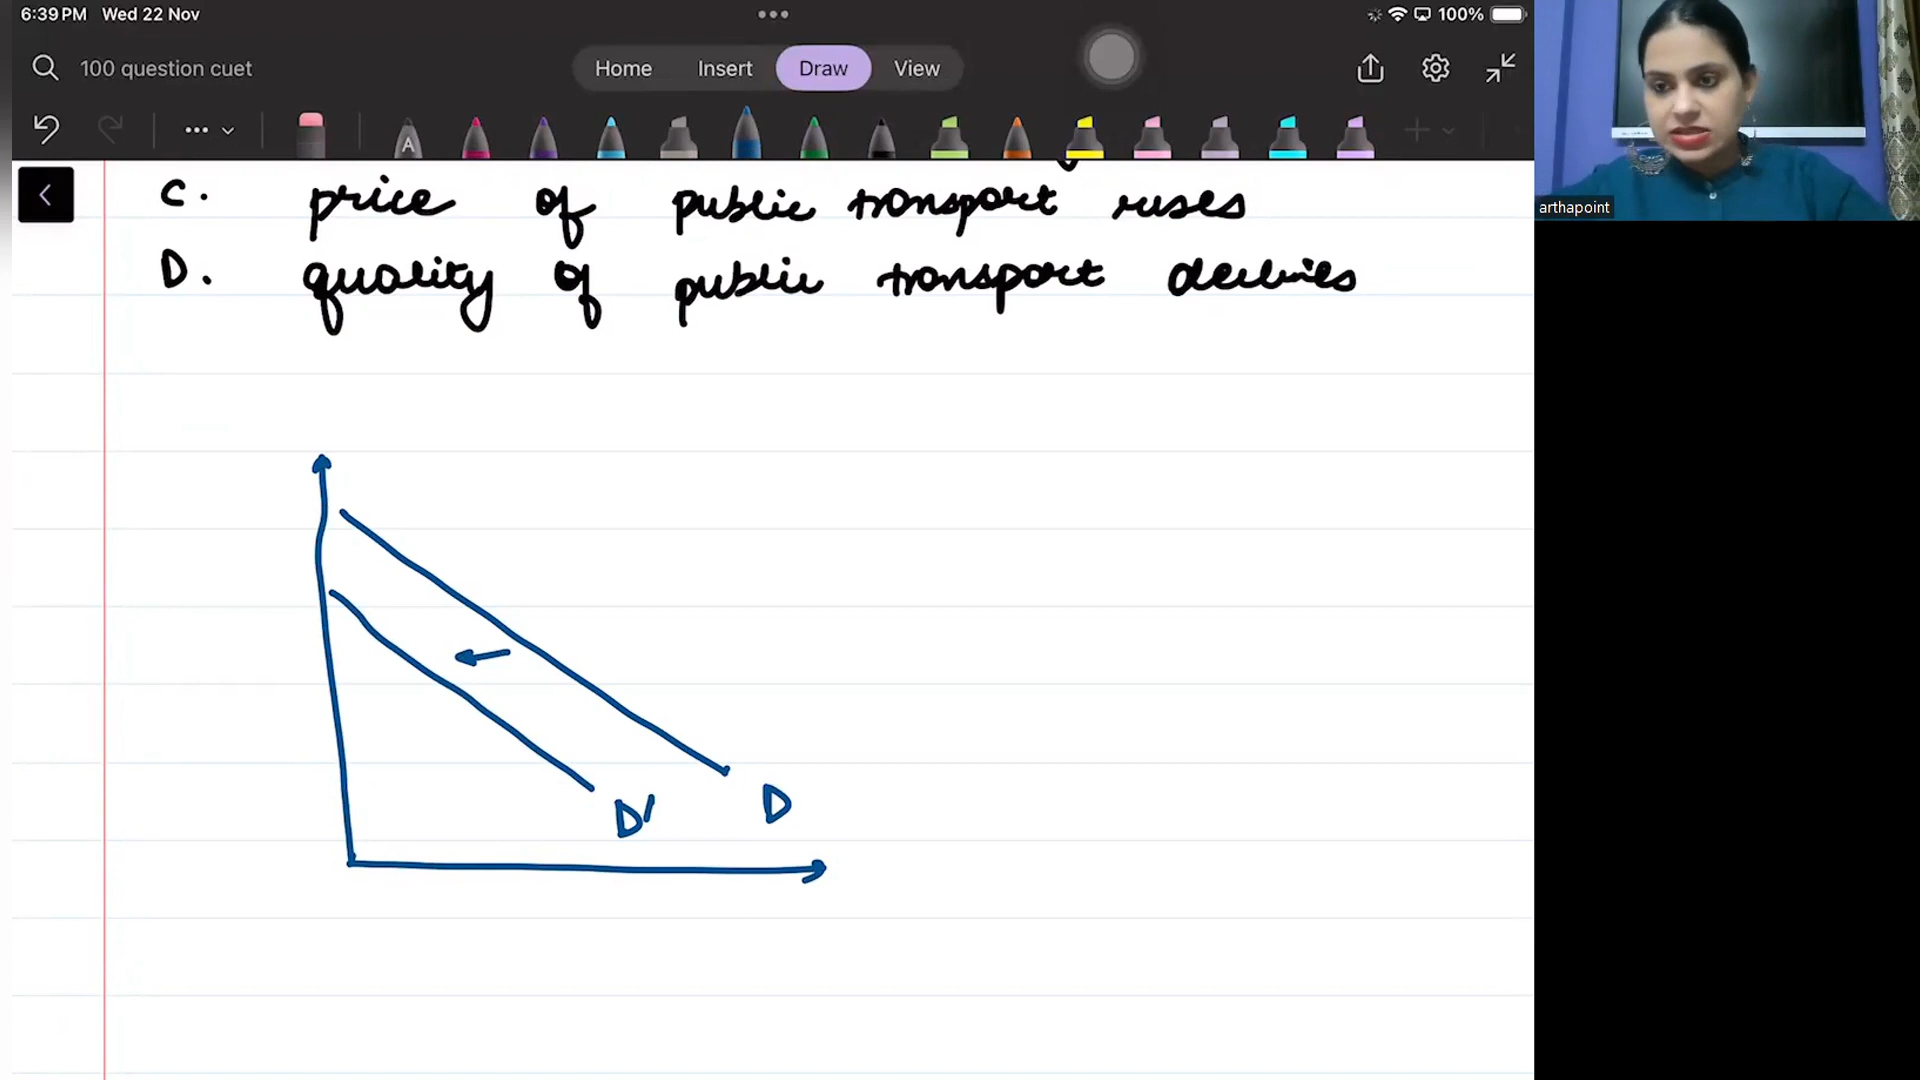 6:39 PM Wed 22 Nov
100%
100 question cuet
Home Insert Draw View
A
arthapoint
C. price of public transport rises
D. quality of public transport declines
D'
D